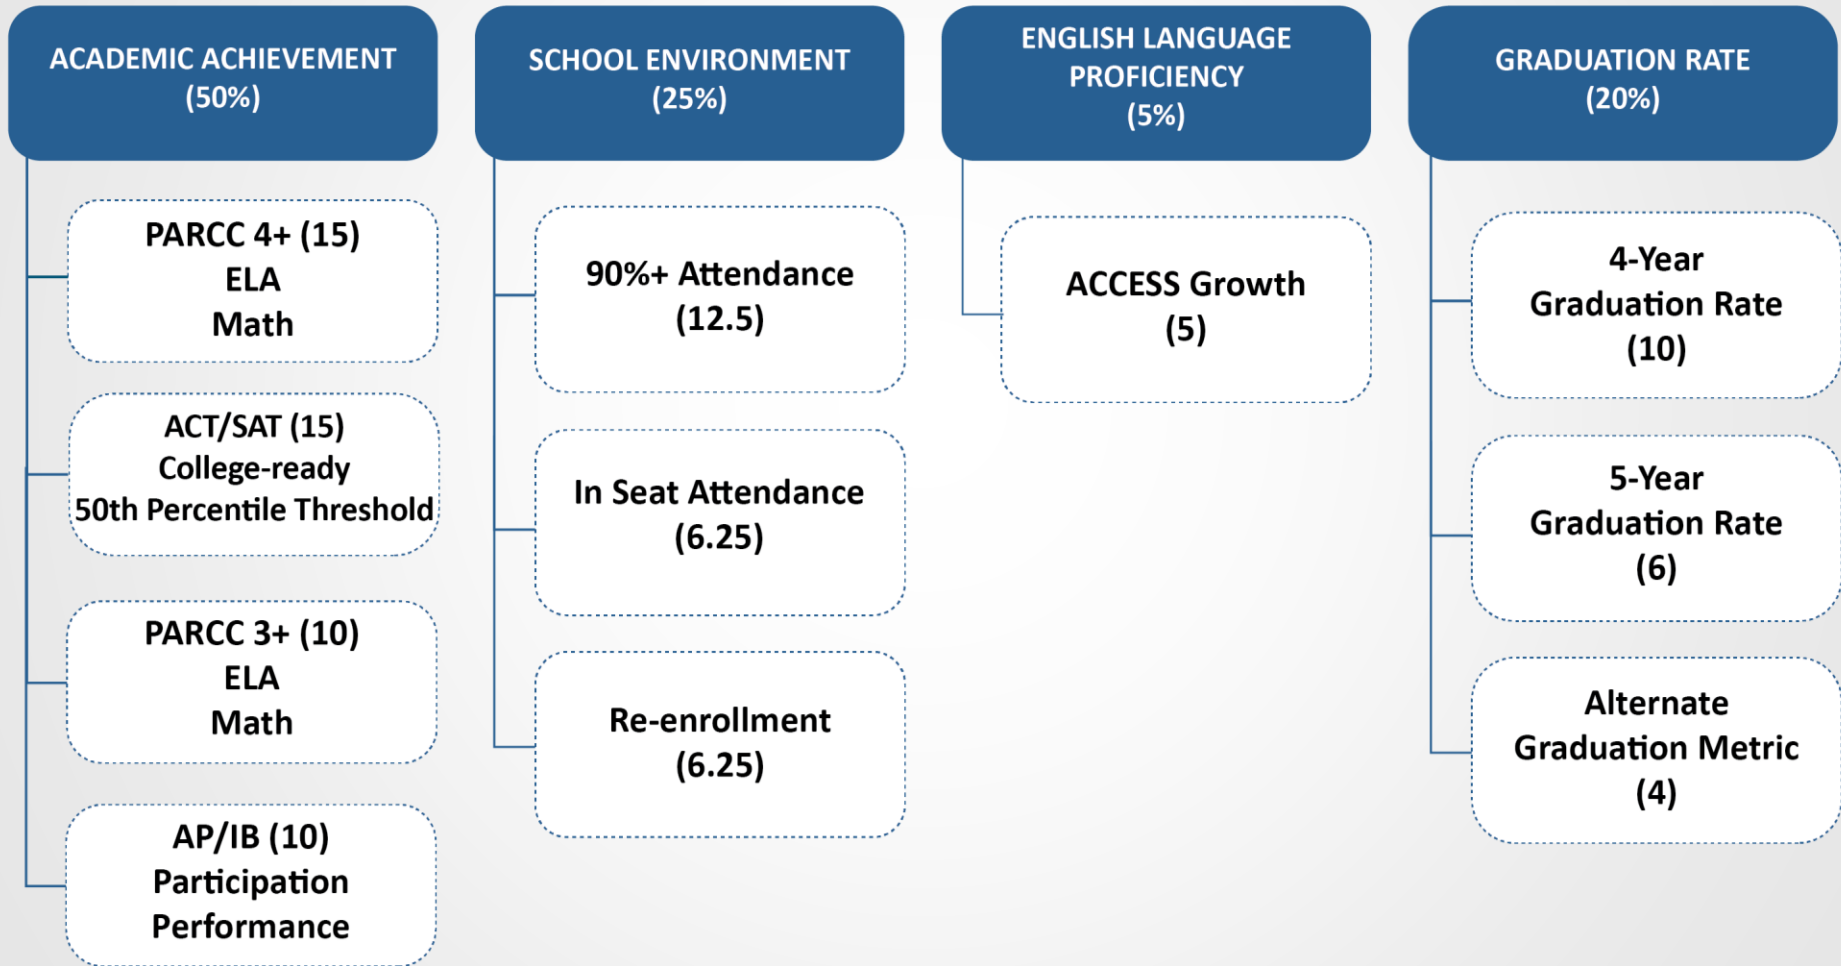 ACADEMIC ACHIEVEMENT
(50%)
PARCC 4+ (15)
ELA
Math
ACT/SAT (15)
College-ready
50th Percentile Threshold
PARCC 3+ (10)
ELA
Math
AP/IB (10)
Participation
Performance
SCHOOL ENVIRONMENT
(25%)
90%+ Attendance
(12.5)
In Seat Attendance
(6.25)
Re-enrollment
(6.25)
ENGLISH LANGUAGE
PROFICIENCY
(5%)
ACCESS Growth
(5)
GRADUATION RATE
(20%)
4-Year
Graduation Rate
(10)
5-Year
Graduation Rate
(6)
Alternate
Graduation Metric
(4)